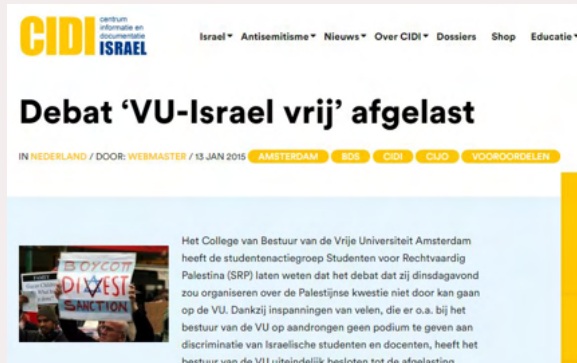 CIDI
centrum
informatie en
documentatie
ISRAEL
Israel Antisemitisme Nieuws Over CIDI Dossiers Shop Educatie
Debat ‘VU-Israel vrij’ afgelast
IN NEDERLAND / DOOR: WEBMASTER / 13 JAN 2015 AMSTERDAM BDS CIDI CIJO VOOROORDELEN
BOYCOTT
DIVEST
SANCTION
Het College van Bestuur van de Vrije Universiteit Amsterdam
heeft de studentenactiegroep Studenten voor Rechtvaardig
Palestina (SRP) laten weten dat het debat dat zij dinsdagavond
zou organiseren over de Palestijnse kwestie niet door kan gaan
op de VU. Dankzij inspanningen van velen, die er o.a. bij het
bestuur van de VU op aandrongen geen podium te geven aan
discriminatie van Israelische studenten en docenten, heeft het
bestuur van de VU uiteindelijk besloten tot de afgelasting